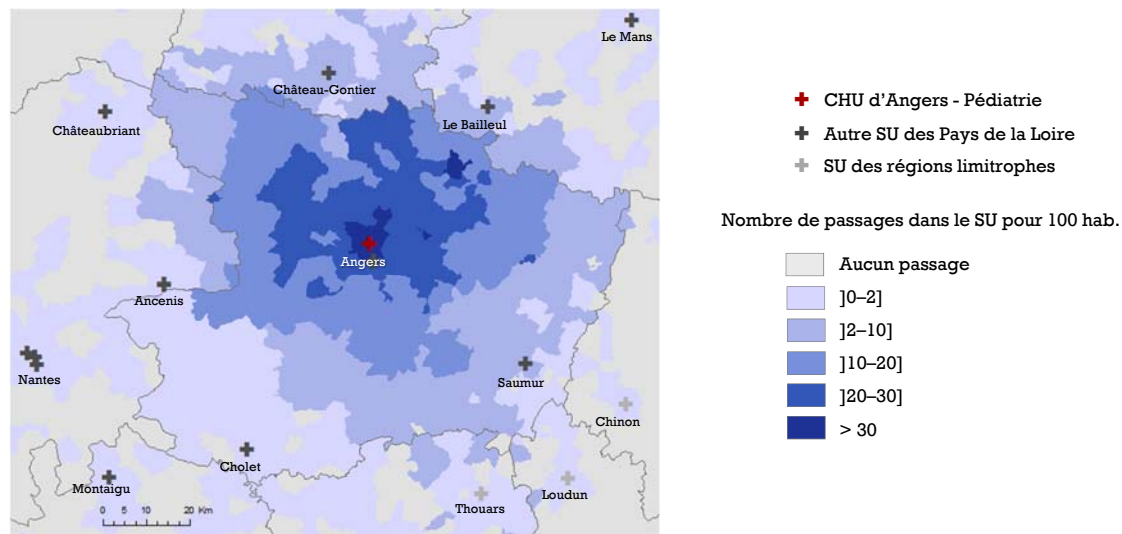 Le Mans
Château-Gontier
Châteaubriant
Le Bailleul
Angers
Ancenis
Nantes
Saumur
Chinon
Cholet
Montaigu
Thouars
Loudun
0 5 10 20 Km
CHU d'Angers - Pédiatrie
Autre SU des Pays de la Loire
SU des régions limitrophes
Nombre de passages dans le SU pour 100 hab.
Aucun passage
]0–2]
]2–10]
]10–20]
]20–30]
> 30